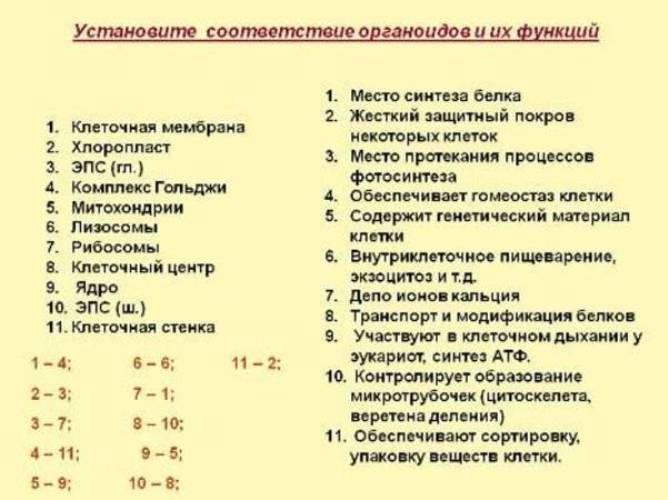 Установите соответствие органоидов и их функций
1. Клеточная мембрана
2. Хлоропласт
3. ЭПС (гл.)
4. Комплекс Гольджи
5. Митохондрии
6. Лизосомы
7. Рибосомы
8. Клеточный центр
9. Ядро
10. ЭПС (ш.)
11. Клеточная стенка
1 – 4; 6 – 6; 11 – 2;
2 – 3; 7 – 1;
3 – 7; 8 – 10;
4 – 11; 9 – 5;
5 – 9; 10 – 8;
1. Место синтеза белка
2. Жесткий защитный покров
некоторых клеток
3. Место протекания процессов
фотосинтеза
4. Обеспечивает гомеостаз клетки
5. Содержит генетический материал
клетки
6. Внутриклеточное пищеварение,
экзоцитоз и т.д.
7. Депо ионов кальция
8. Транспорт и модификация белков
9. Участвуют в клеточном дыхании у
эукариот, синтез АТФ.
10. Контролирует образование
микротрубочек (цитоскелета,
веретена деления)
11. Обеспечивают сортировку,
упаковку веществ клетки.